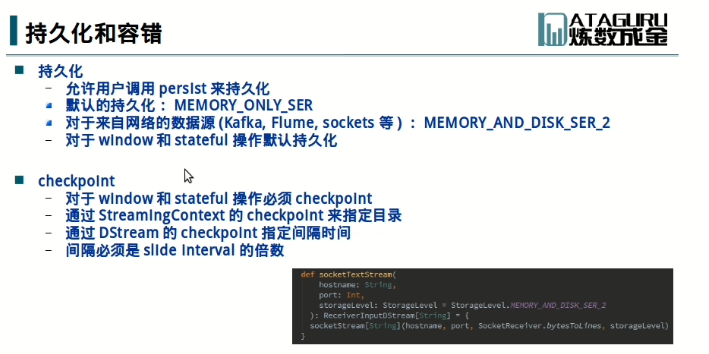 持久化和容错
ATAGURU
炼数成金
持久化
– 允许用户调用 persist 来持久化
默认的持久化： MEMORY_ONLY_SER
对于来自网络的数据源 (Kafka, Flume, sockets 等 ) ： MEMORY_AND_DISK_SER_2
– 对于 window 和 stateful 操作默认持久化
checkpoint
– 对于 window 和 stateful 操作必须 checkpoint
– 通过 StreamingContext 的 checkpoint 来指定目录
– 通过 DStream 的 checkpoint 指定间隔时间
– 间隔必须是 slide interval 的倍数
def socketTextStream(
hostname: String,
port: Int,
storageLevel: StorageLevel = StorageLevel.MEMORY_AND_DISK_SER_2
): ReceiverInputDStream[String] = {
socketStream[String](hostname, port, SocketReceiver.bytesToLines, storageLevel)
}